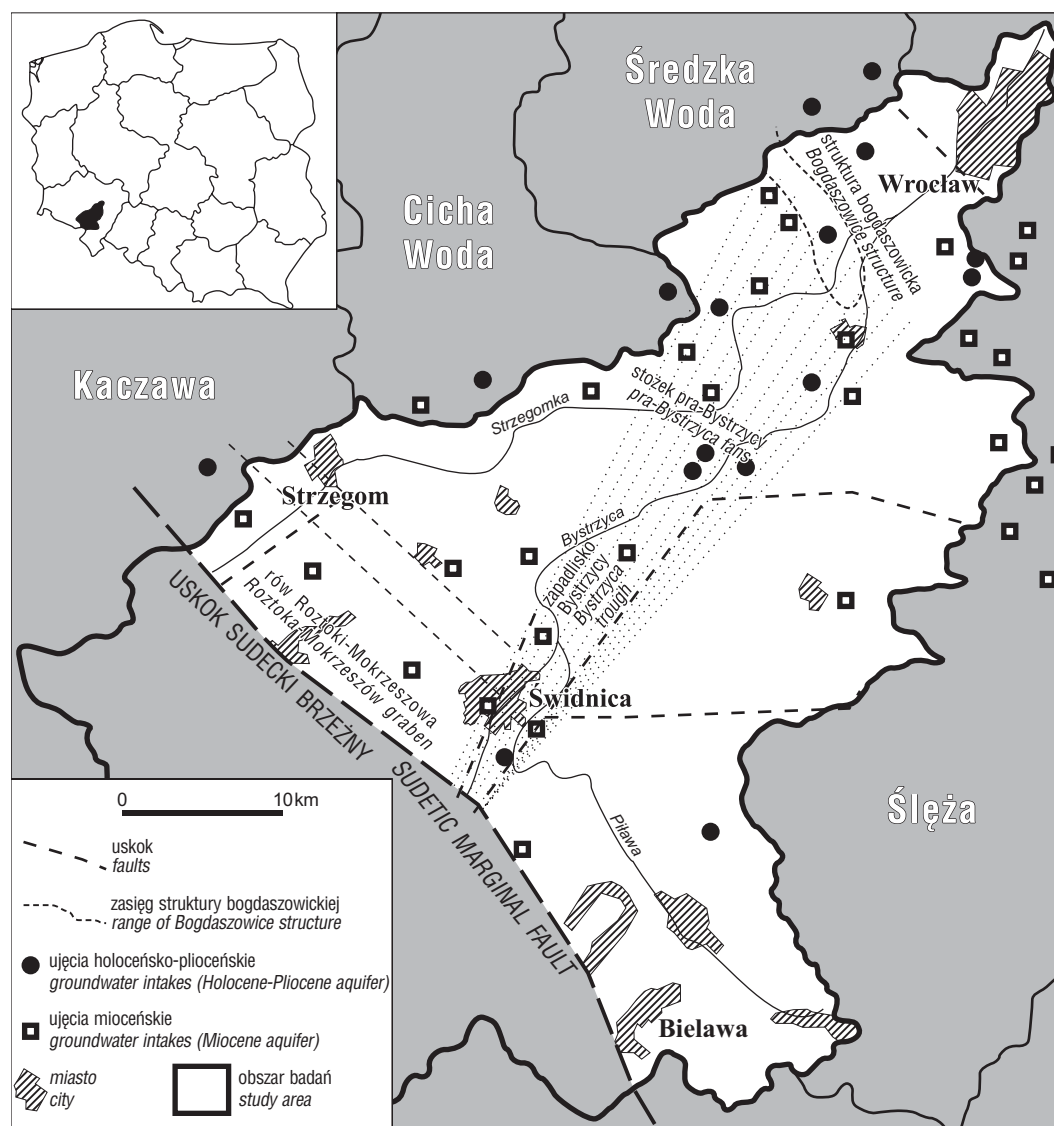 Średzka
Woda
Cicha
Woda
Kaczawa
Ślęża
Wrocław
struktura bogdaszowicka
Bogdaszowice structure
stożek pra-Bystrzycy
pra-Bystrzyca fans
Strzegomka
Strzegom
Bystrzyca
zapadlisko
Bystrzycy
Bystrzyca
trough
rów Roztoki-Mokrzeszowa
Roztoka-Mokrzeszów graben
USKOK SUDECKI BRZEŻNY
SUDETIC MARGINAL FAULT
Świdnica
Piława
Bielawa
0 10 km
uskok
faults
zasięg struktury bogdaszowickiej
range of Bogdaszowice structure
ujęcia holoceńsko-plioceńskie
groundwater intakes (Holocene-Pliocene aquifer)
ujęcia mioceńskie
groundwater intakes (Miocene aquifer)
miasto
city
obszar badań
study area